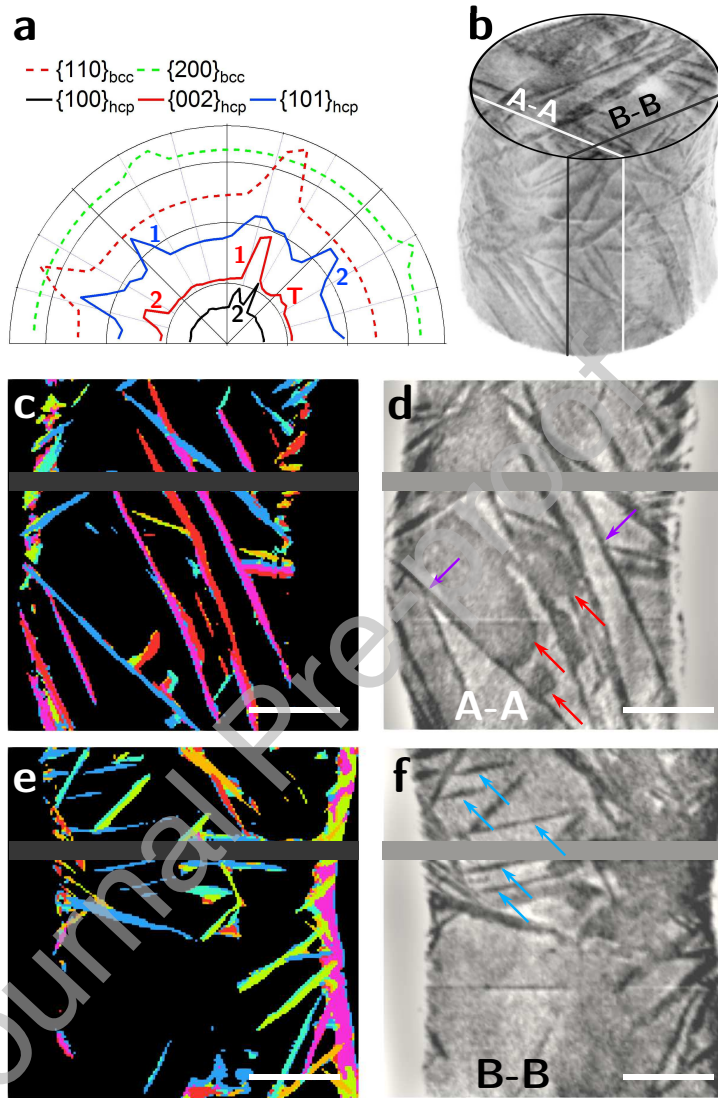 a
{110}bcc {200}bcc
{100}hcp {002}hcp {101}hcp
1
1
2
2
2
T
b
A-A
B-B
c
d
A-A
e
f
B-B
Journal Pre-proof